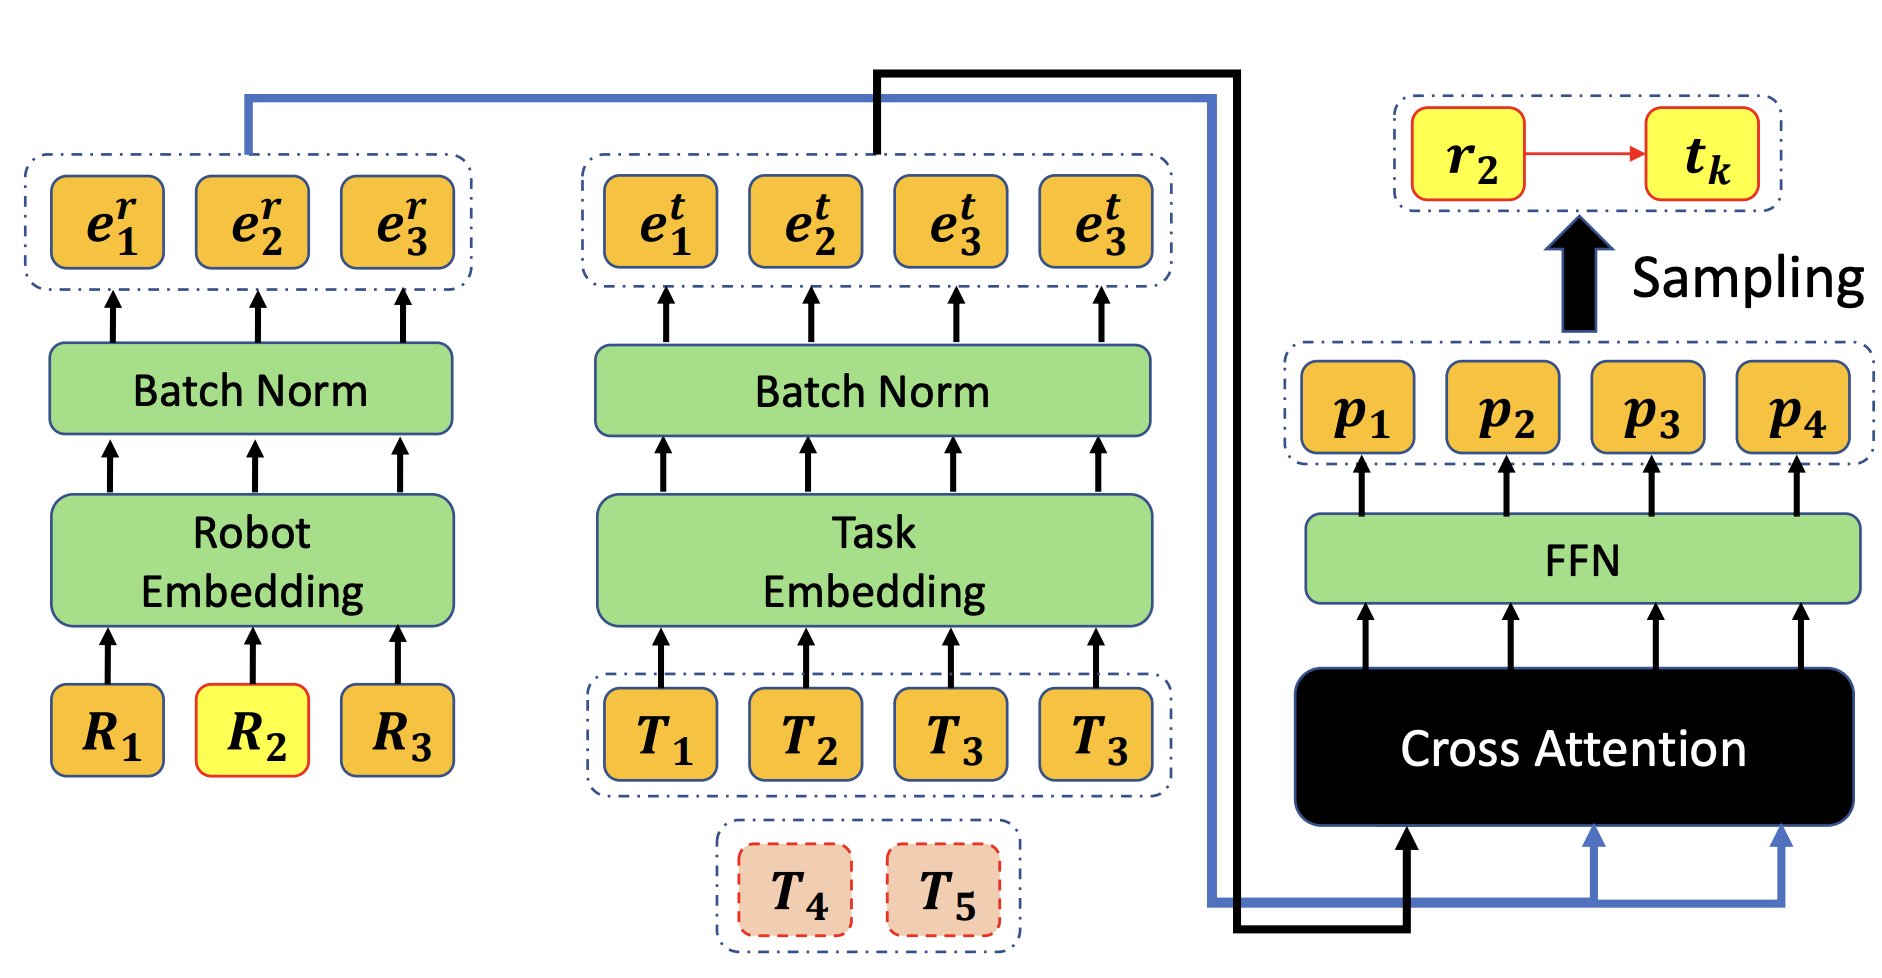 e_1^r e_2^r e_3^r
Batch Norm
Robot
Embedding
R_1 R_2 R_3
e_1^t e_2^t e_3^t e_3^t
Batch Norm
Task
Embedding
T_1 T_2 T_3 T_3
T_4 T_5
r_2 t_k
Sampling
p_1 p_2 p_3 p_4
FFN
Cross Attention